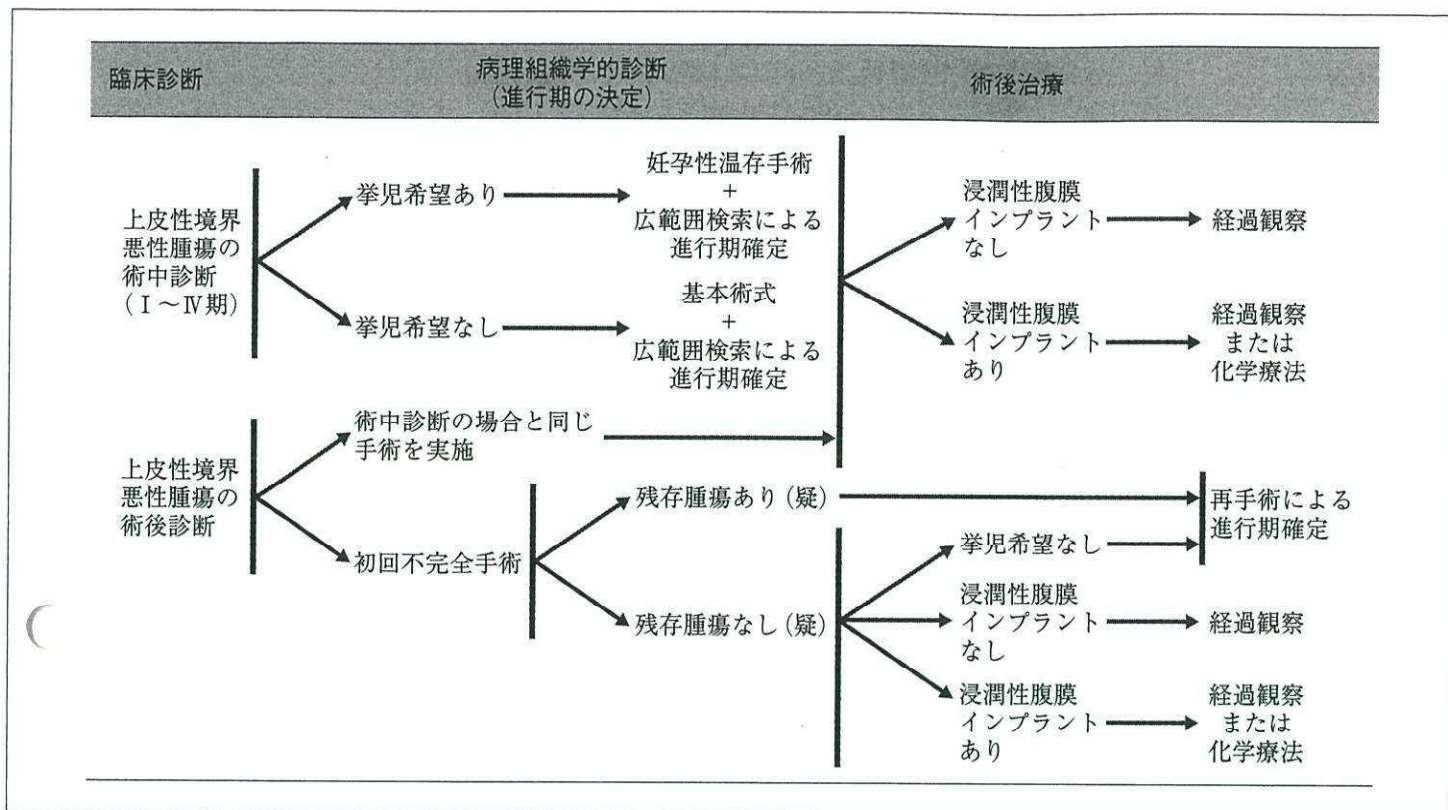 臨床診断
病理組織学的診断
(進行期の決定)
術後治療
上皮性境界
悪性腫瘍の
術中診断
(Ⅰ～Ⅳ期)
挙児希望あり
妊孕性温存手術
+
広範囲検索による
進行期確定
挙児希望なし
基本術式
+
広範囲検索による
進行期確定
浸潤性腹膜
インプラント
なし
経過観察
浸潤性腹膜
インプラント
あり
経過観察
または
化学療法
上皮性境界
悪性腫瘍の
術後診断
術中診断の場合と同じ
手術を実施
初回不完全手術
残存腫瘍あり(疑)
残存腫瘍なし(疑)
再手術による
進行期確定
挙児希望なし
浸潤性腹膜
インプラント
なし
経過観察
浸潤性腹膜
インプラント
あり
経過観察
または
化学療法